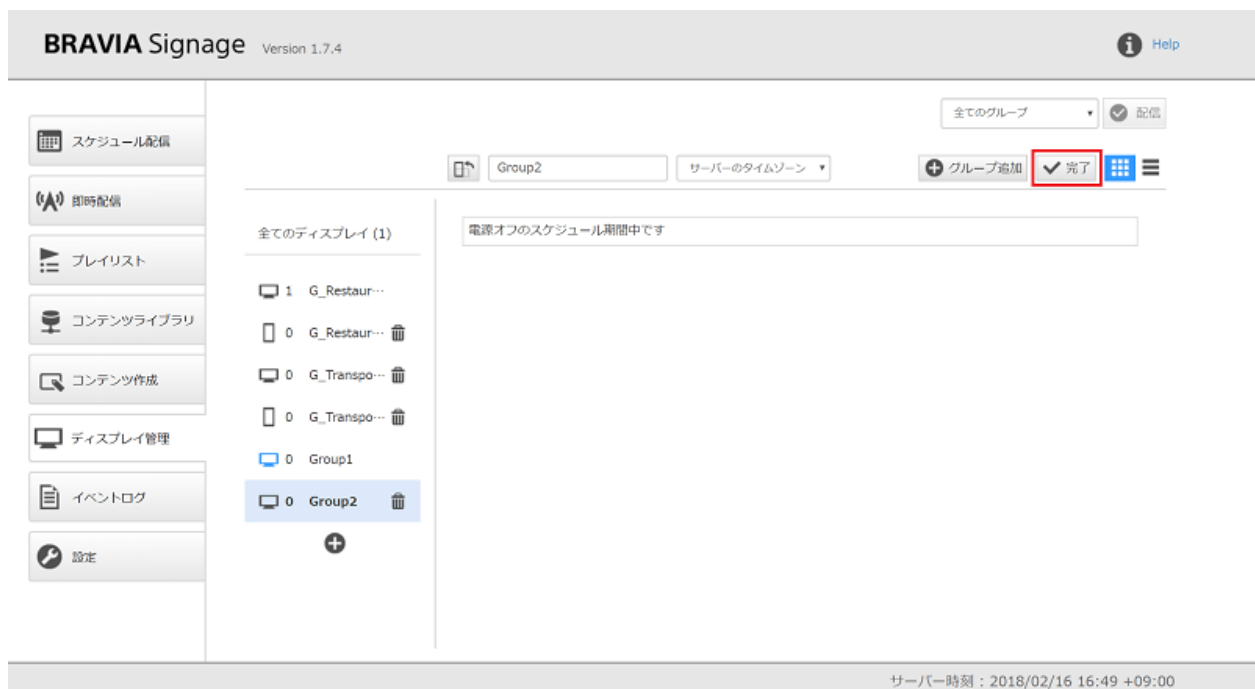 BRAVIA Signage Version 1.7.4
Help
全てのグループ
配信
スケジュール配信
即時配信
プレイリスト
コンテンツライブラリ
コンテンツ作成
ディスプレイ管理
イベントログ
設定
Group2
サーバーのタイムゾーン
グループ追加
完了
全てのディスプレイ (1)
1 G_Restaur…
0 G_Restaur…
0 G_Transpo…
0 G_Transpo…
0 Group1
0 Group2
電源オフのスケジュール期間中です
サーバー時刻 : 2018/02/16 16:49 +09:00